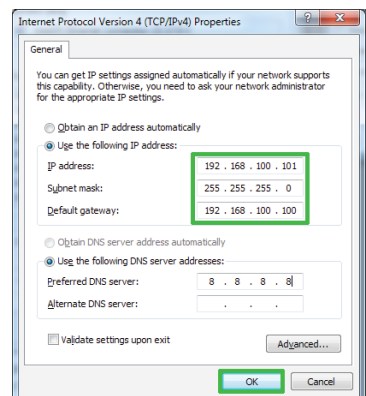 Internet Protocol Version 4 (TCP/IPv4) Properties
General
You can get IP settings assigned automatically if your network supports
this capability. Otherwise, you need to ask your network administrator
for the appropriate IP settings.
Obtain an IP address automatically
Use the following IP address:
IP address: 192 . 168 . 100 . 101
Subnet mask: 255 . 255 . 255 . 0
Default gateway: 192 . 168 . 100 . 100
Obtain DNS server address automatically
Use the following DNS server addresses:
Preferred DNS server: 8 . 8 . 8 . 8
Alternate DNS server: . . .
Validate settings upon exit
Advanced...
OK Cancel